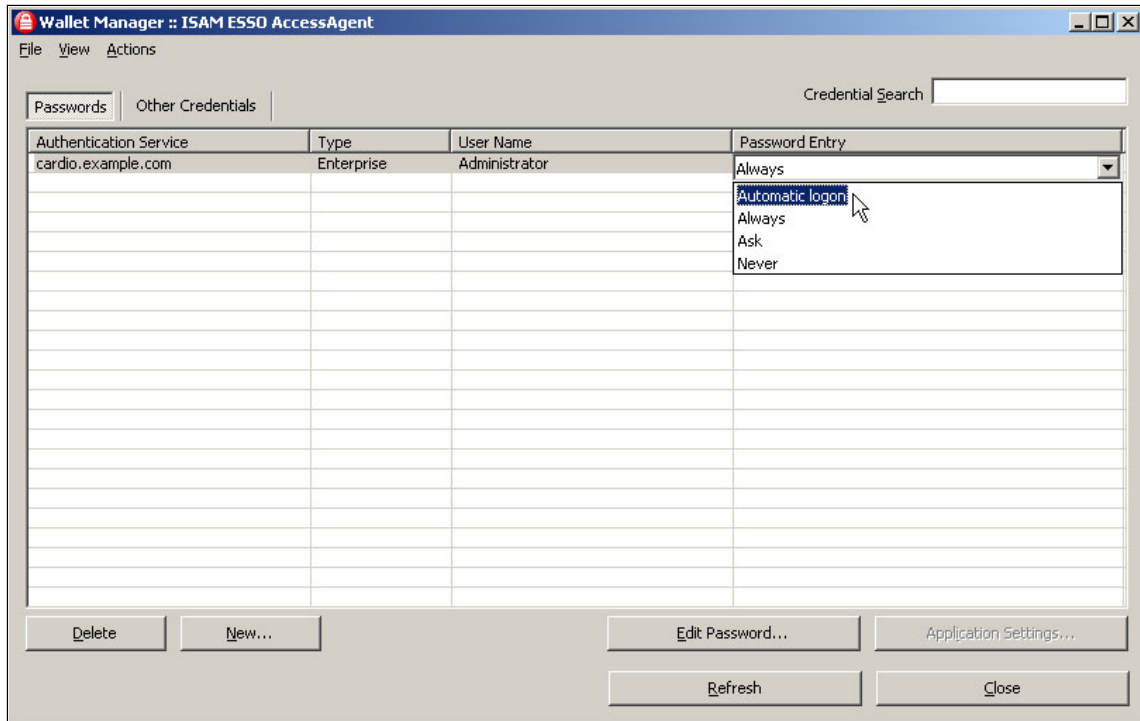 Wallet Manager :: ISAM ESSO AccessAgent
File View Actions
Passwords Other Credentials Credential Search
Authentication Service Type User Name Password Entry
cardio.example.com Enterprise Administrator Always
Automatic logon
Always
Ask
Never
Delete New... Edit Password... Application Settings...
Refresh Close